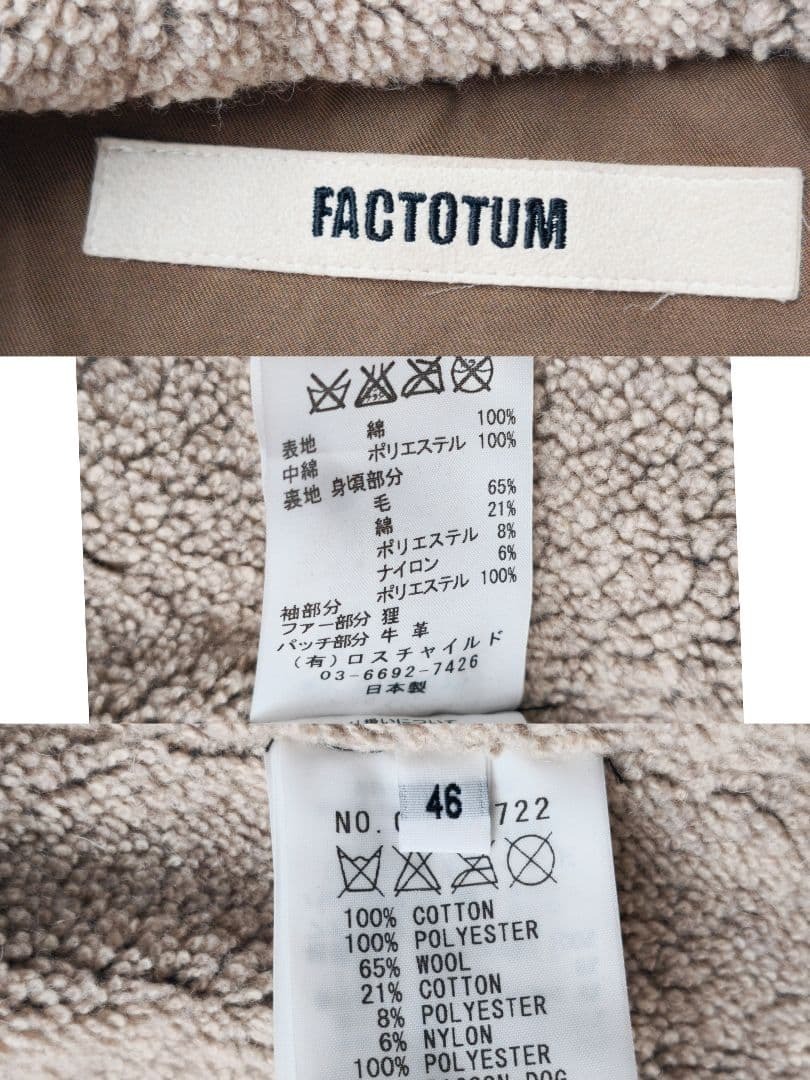 FACTOTUM
表地 綿 100%
中綿 ポリエステル 100%
裏地 身頃部分
毛 65%
綿 21%
ポリエステル 8%
ナイロン 6%
袖部分 ポリエステル 100%
ファー部分 狸
パッチ部分 牛革
(有)ロスチャイルド
03-6692-7426
日本製
46
NO. 722
100% COTTON
100% POLYESTER
65% WOOL
21% COTTON
8% POLYESTER
6% NYLON
100% POLYESTER
DOG